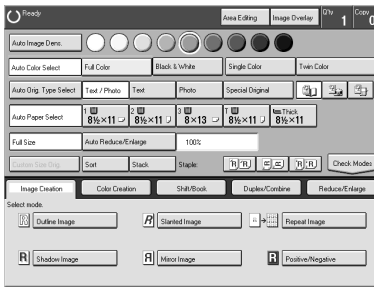 Ready Area Editing Image Overlay Q'ty 1 Copy 0
Auto Image Dens.
Auto Color Select Full Color Black & White Single Color Twin Color
Auto Orig. Type Select Text / Photo Text Photo Special Original
Auto Paper Select 1 8½×11 2 8½×11 3 8×13 T 8½×11 Thick 8½×11
Full Size Auto Reduce/Enlarge 100%
Custom Size Orig. Sort Stack Staple: Check Modes
Image Creation Color Creation Shift/Book Duplex/Combine Reduce/Enlarge
Select mode.
Outline Image Slanted Image Repeat Image
Shadow Image Mirror Image Positive/Negative